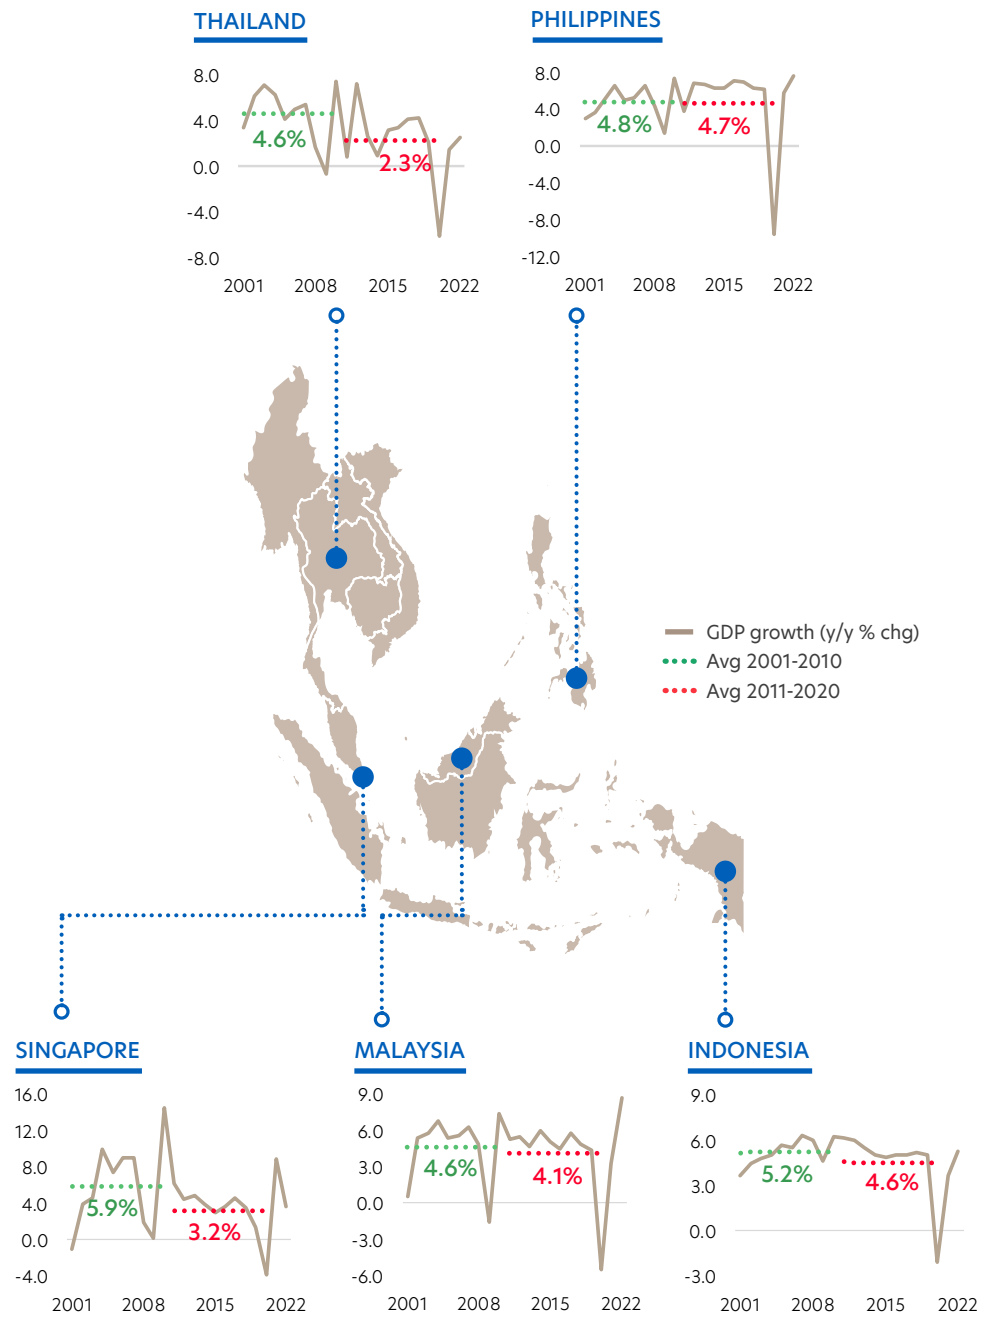 THAILAND
8.0
4.0
0.0
-4.0
-8.0
4.6%
2.3%
2001 2008 2015 2022
PHILIPPINES
8.0
4.0
0.0
-4.0
-8.0
-12.0
4.8%
4.7%
2001 2008 2015 2022
GDP growth (y/y % chg)
Avg 2001-2010
Avg 2011-2020
SINGAPORE
16.0
12.0
8.0
4.0
0.0
-4.0
5.9%
3.2%
2001 2008 2015 2022
MALAYSIA
9.0
6.0
3.0
0.0
-3.0
-6.0
4.6%
4.1%
2001 2008 2015 2022
INDONESIA
9.0
6.0
3.0
0.0
-3.0
5.2%
4.6%
2001 2008 2015 2022